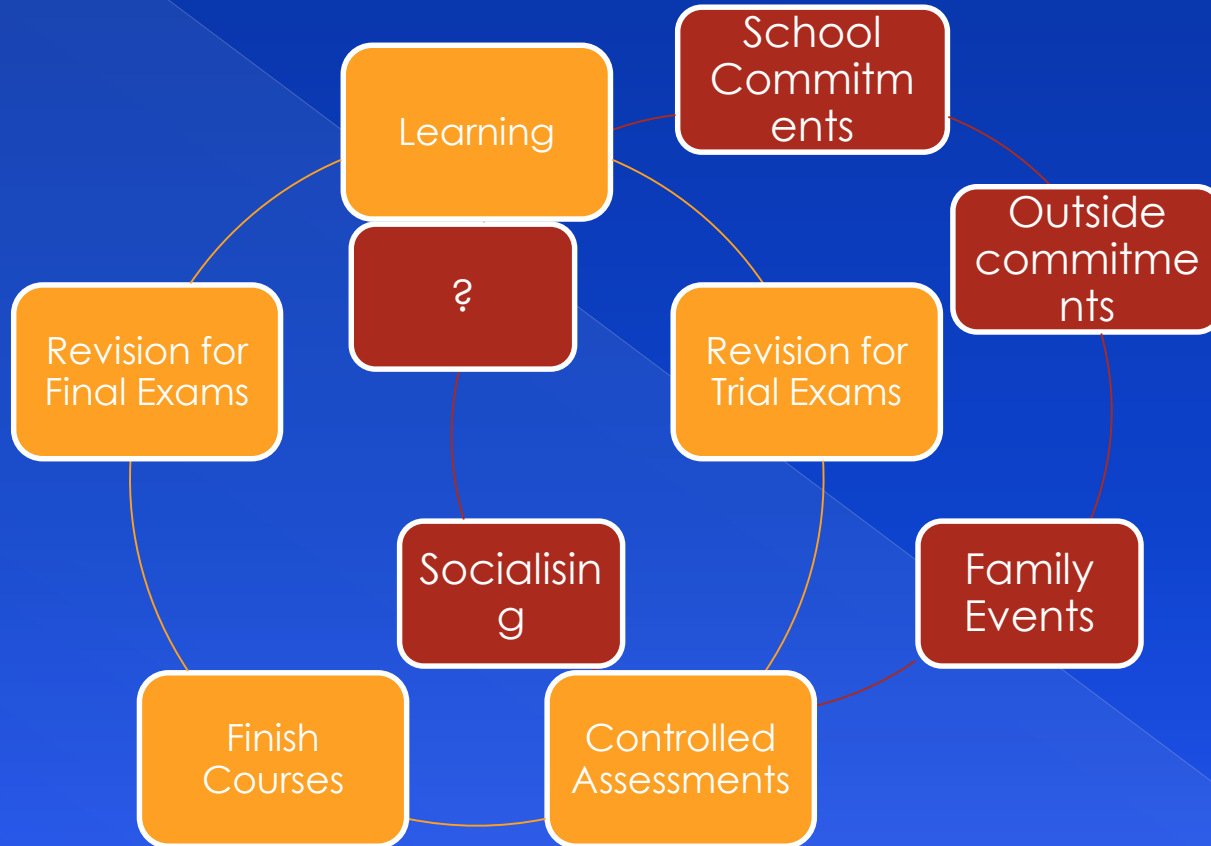 School
Commitm
ents
Learning
Outside
commitme
nts
?
Revision for
Final Exams
Revision for
Trial Exams
Socialisin
g
Family
Events
Finish
Courses
Controlled
Assessments